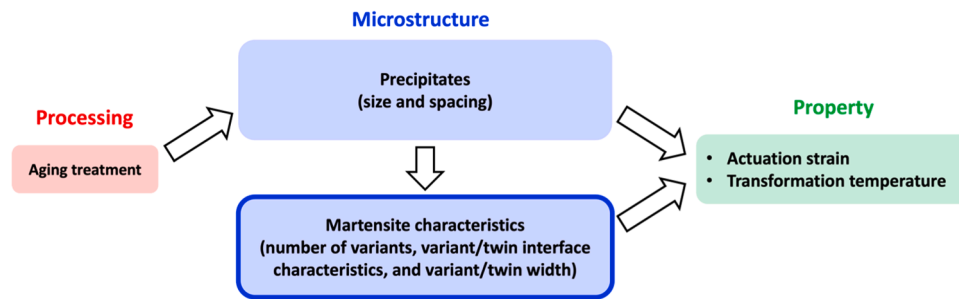 Microstructure
Precipitates
(size and spacing)
Processing
Aging treatment
Property
• Actuation strain
• Transformation temperature
Martensite characteristics
(number of variants, variant/twin interface
characteristics, and variant/twin width)